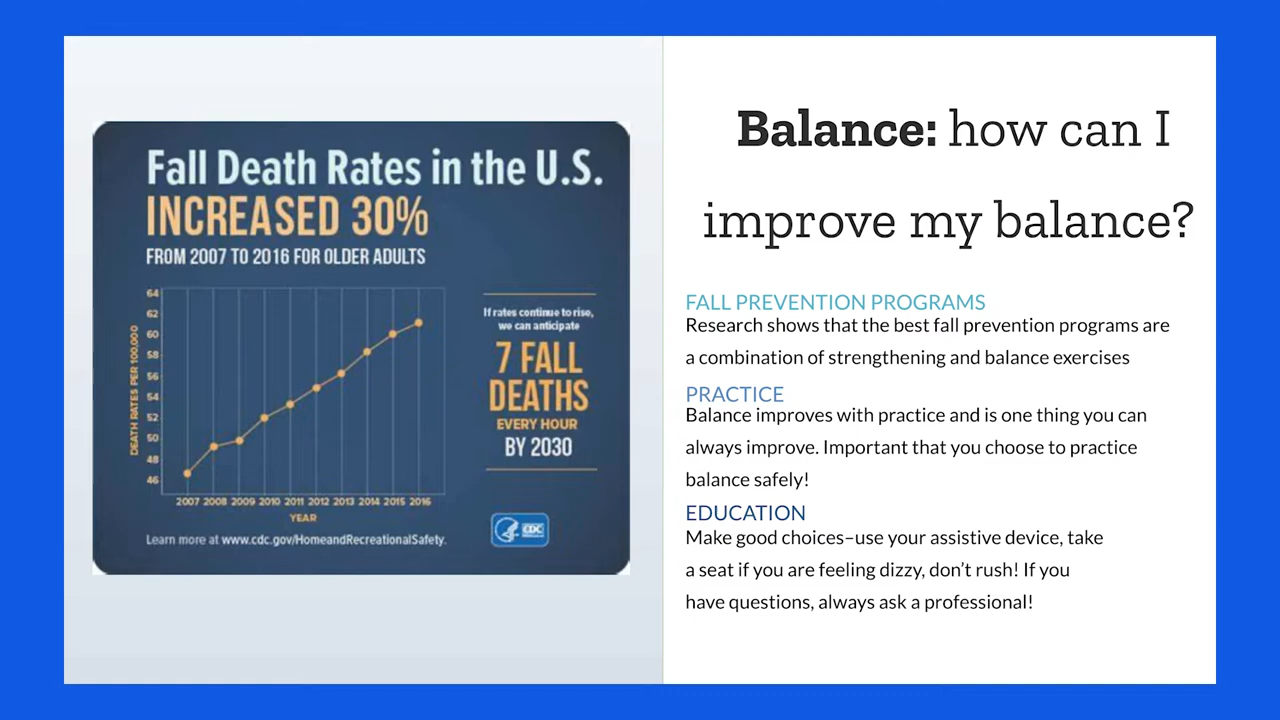 Fall Death Rates in the U.S.
INCREASED 30%
FROM 2007 TO 2016 FOR OLDER ADULTS
DEATH RATES PER 100,000
64
62
60
58
56
54
52
50
48
46
2007 2008 2009 2010 2011 2012 2013 2014 2015 2016
YEAR
If rates continue to rise,
we can anticipate
7 FALL
DEATHS
EVERY HOUR
BY 2030
Learn more at www.cdc.gov/HomeandRecreationalSafety.
CDC
Balance: how can I
improve my balance?
FALL PREVENTION PROGRAMS
Research shows that the best fall prevention programs are
a combination of strengthening and balance exercises
PRACTICE
Balance improves with practice and is one thing you can
always improve. Important that you choose to practice
balance safely!
EDUCATION
Make good choices–use your assistive device, take
a seat if you are feeling dizzy, don't rush! If you
have questions, always ask a professional!